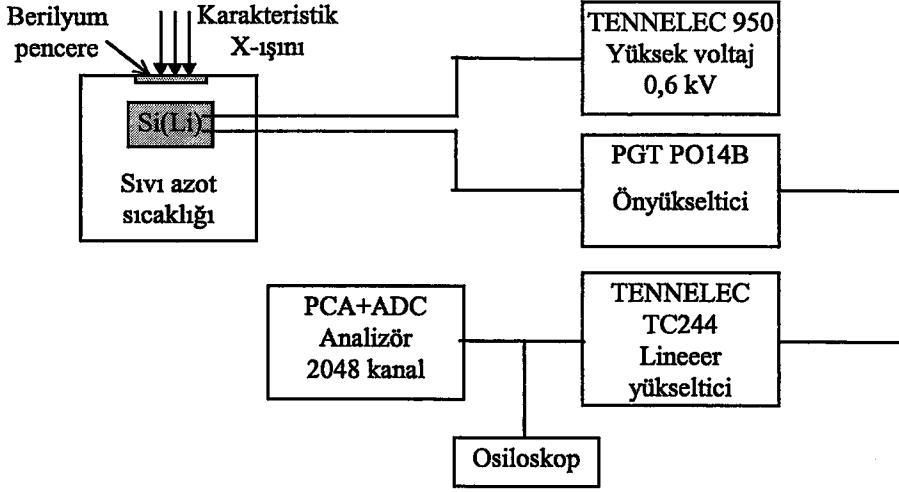 Berilyum
pencere
Karakteristik
X-ışını
Si(Li)
Sıvı azot
sıcaklığı
TENNELEC 950
Yüksek voltaj
0,6 kV
PGT PO14B
Önyükseltici
PCA+ADC
Analizör
2048 kanal
TENNELEC
TC244
Lineeer
yükseltici
Osiloskop